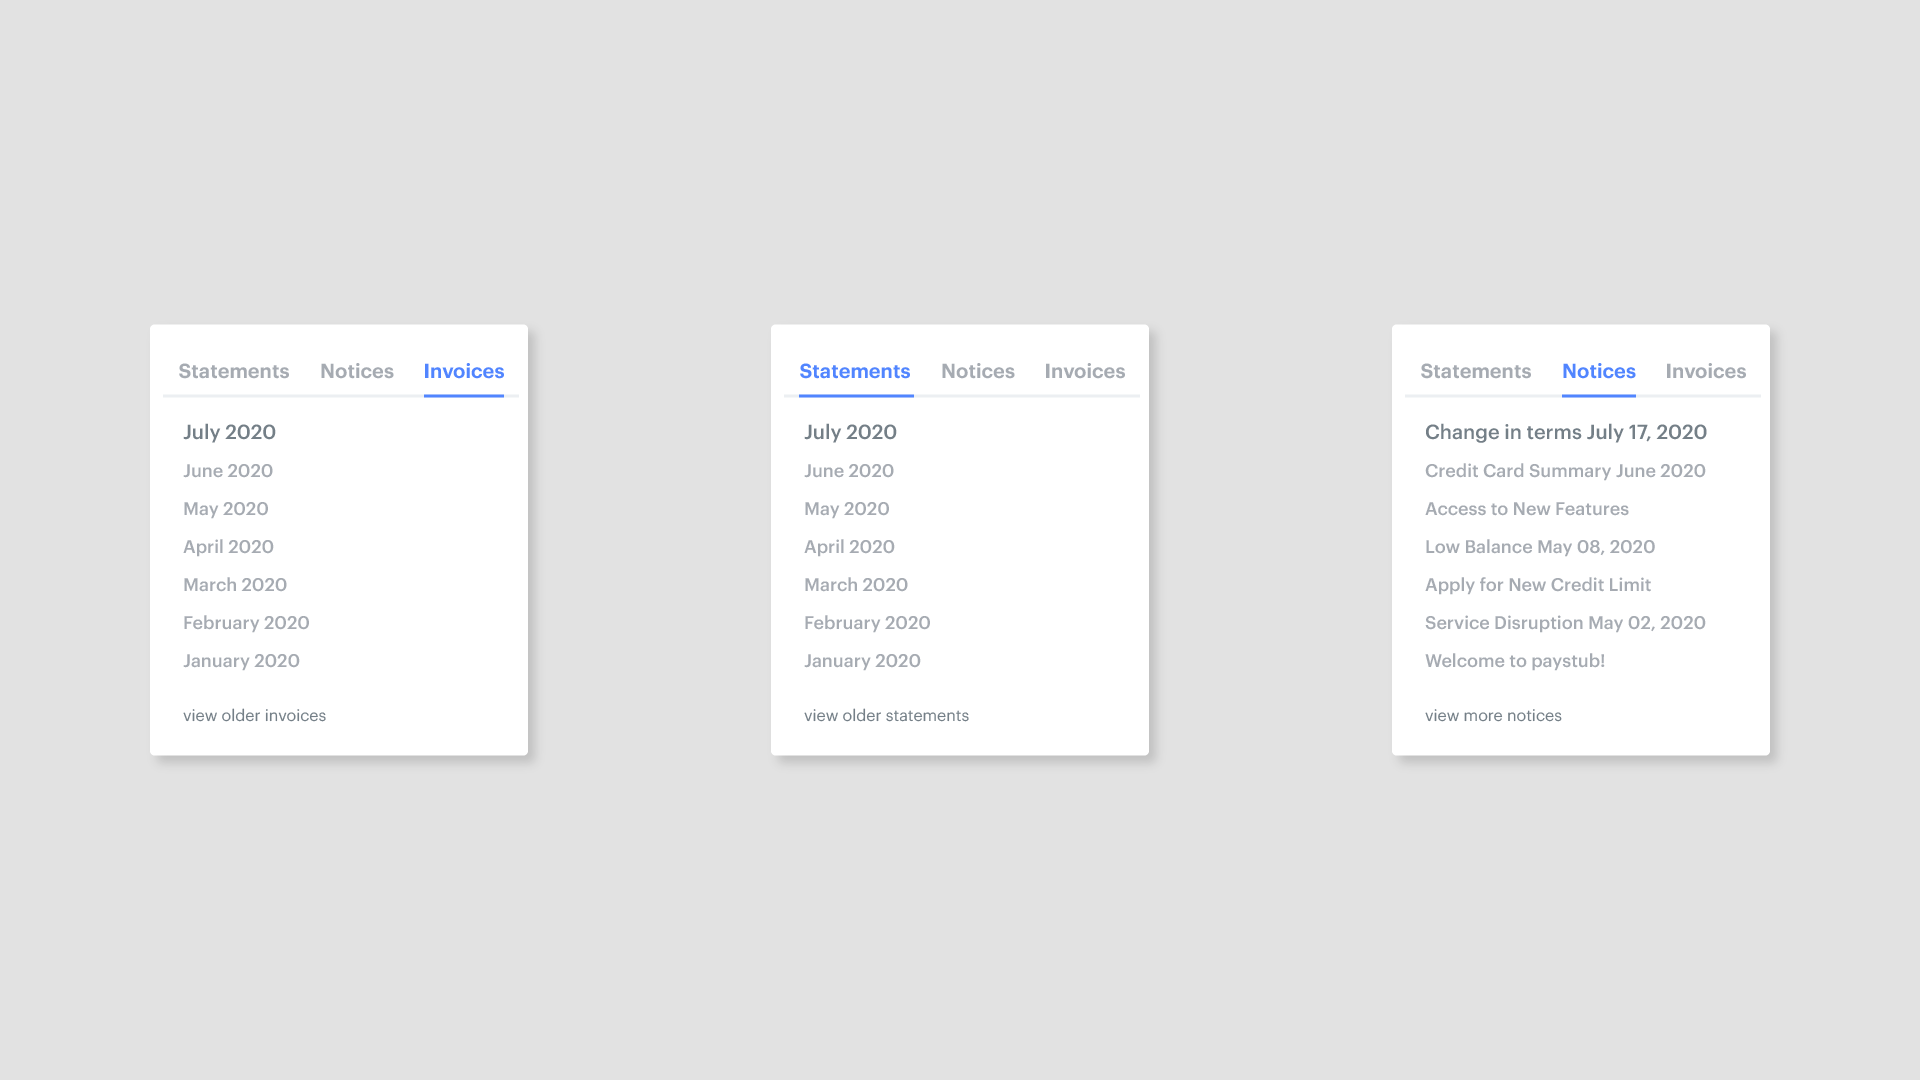 Statements Notices Invoices
July 2020
June 2020
May 2020
April 2020
March 2020
February 2020
January 2020
view older invoices
Statements Notices Invoices
July 2020
June 2020
May 2020
April 2020
March 2020
February 2020
January 2020
view older statements
Statements Notices Invoices
Change in terms July 17, 2020
Credit Card Summary June 2020
Access to New Features
Low Balance May 08, 2020
Apply for New Credit Limit
Service Disruption May 02, 2020
Welcome to paystub!
view more notices